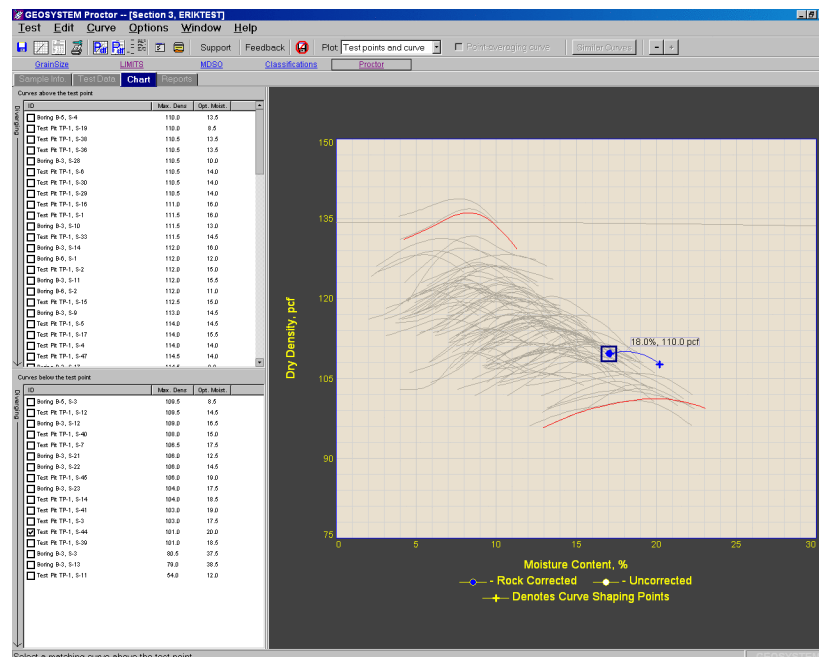 GEOSYSTEM Proctor -- [Section 3, ERIKTEST]
Test Edit Curve Options Window Help
Support Feedback Plot Test points and curve Point averaging curve Similar Curves - +
GrainSize LIMITS MDSO Classifications Proctor
Sample Info. Test Data Chart Reports
Curves above the test point
Diverging
ID Max. Dens Opt. Moist.
Boring B-5, S-4 110.0 13.5
Test Pit TP-1, S-19 110.0 8.5
Test Pit TP-1, S-38 110.5 13.5
Test Pit TP-1, S-36 110.5 13.5
Boring B-3, S-28 110.5 10.0
Test Pit TP-1, S-6 110.5 14.0
Test Pit TP-1, S-30 110.5 14.0
Test Pit TP-1, S-29 110.5 14.0
Test Pit TP-1, S-16 111.0 16.0
Test Pit TP-1, S-1 111.5 16.0
Boring B-3, S-10 111.5 13.0
Test Pit TP-1, S-33 111.5 14.5
Boring B-3, S-14 112.0 16.0
Boring B-6, S-1 112.0 12.0
Test Pit TP-1, S-2 112.0 15.0
Boring B-3, S-11 112.0 15.5
Boring B-6, S-2 112.0 11.0
Test Pit TP-1, S-15 112.5 15.0
Boring B-3, S-9 113.0 14.5
Test Pit TP-1, S-5 114.0 14.5
Test Pit TP-1, S-17 114.0 15.5
Test Pit TP-1, S-4 114.0 14.0
Test Pit TP-1, S-47 114.5 14.0
Curves below the test point
Diverging
ID Max. Dens Opt. Moist.
Boring B-5, S-3 109.5 8.5
Test Pit TP-1, S-12 109.5 14.5
Boring B-3, S-12 109.0 16.5
Test Pit TP-1, S-40 108.0 15.0
Test Pit TP-1, S-7 106.5 17.5
Boring B-3, S-21 106.0 12.5
Boring B-3, S-22 106.0 14.5
Test Pit TP-1, S-45 106.0 19.0
Boring B-3, S-23 104.0 17.5
Test Pit TP-1, S-14 104.0 18.5
Test Pit TP-1, S-41 103.0 19.0
Test Pit TP-1, S-3 103.0 17.5
Test Pit TP-1, S-44 101.0 20.0
Test Pit TP-1, S-39 101.0 18.5
Boring B-3, S-3 80.5 37.5
Boring B-3, S-13 79.0 38.5
Test Pit TP-1, S-11 54.0 12.0
150
135
120
105
90
75
Dry Density, pcf
18.0%, 110.0 pcf
0 5 10 15 20 25 30
Moisture Content, %
- Rock Corrected - Uncorrected
Denotes Curve Shaping Points
Select a matching curve above the test point
GEOSYSTEM